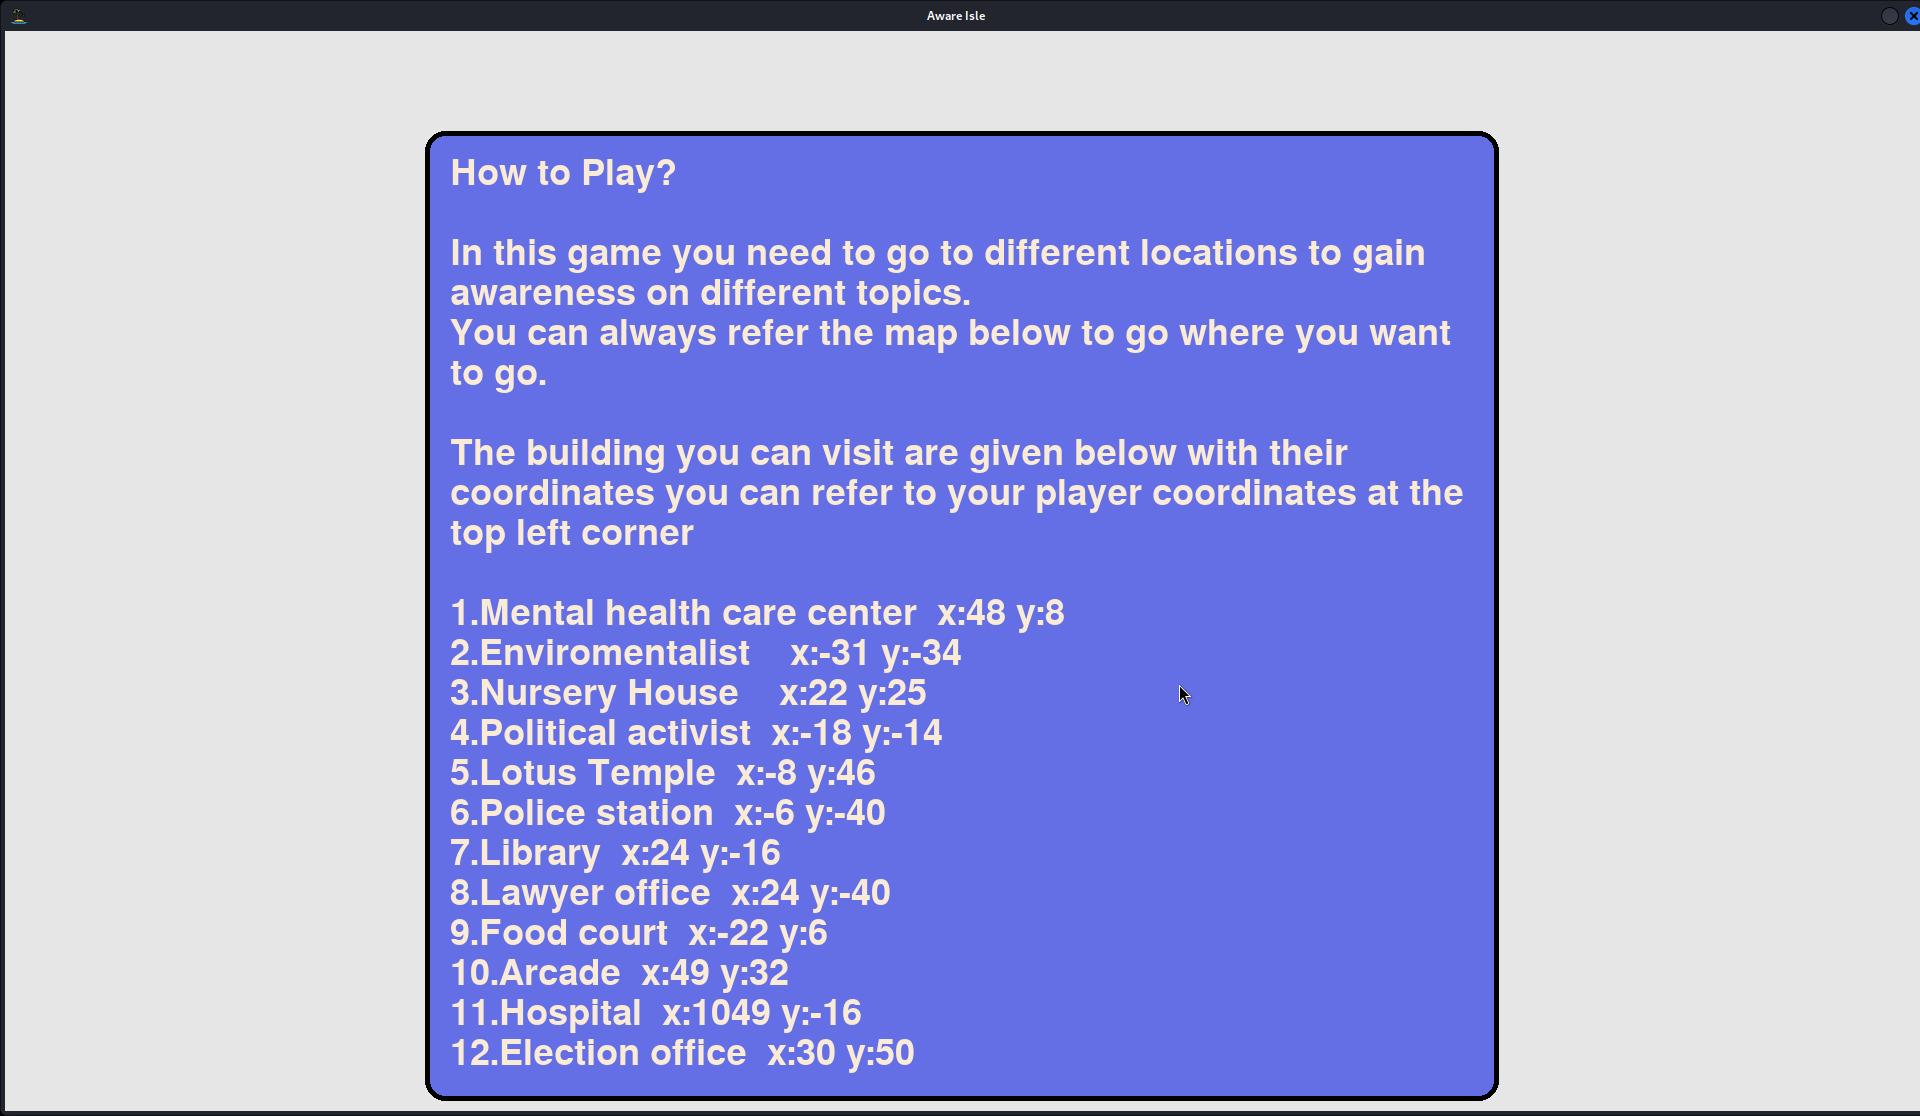 Aware Isle
How to Play?
In this game you need to go to different locations to gain
awareness on different topics.
You can always refer the map below to go where you want
to go.
The building you can visit are given below with their
coordinates you can refer to your player coordinates at the
top left corner
1.Mental health care center  x:48 y:8
2.Enviromentalist    x:-31 y:-34
3.Nursery House    x:22 y:25
4.Political activist  x:-18 y:-14
5.Lotus Temple  x:-8 y:46
6.Police station  x:-6 y:-40
7.Library  x:24 y:-16
8.Lawyer office  x:24 y:-40
9.Food court  x:-22 y:6
10.Arcade  x:49 y:32
11.Hospital  x:1049 y:-16
12.Election office  x:30 y:50